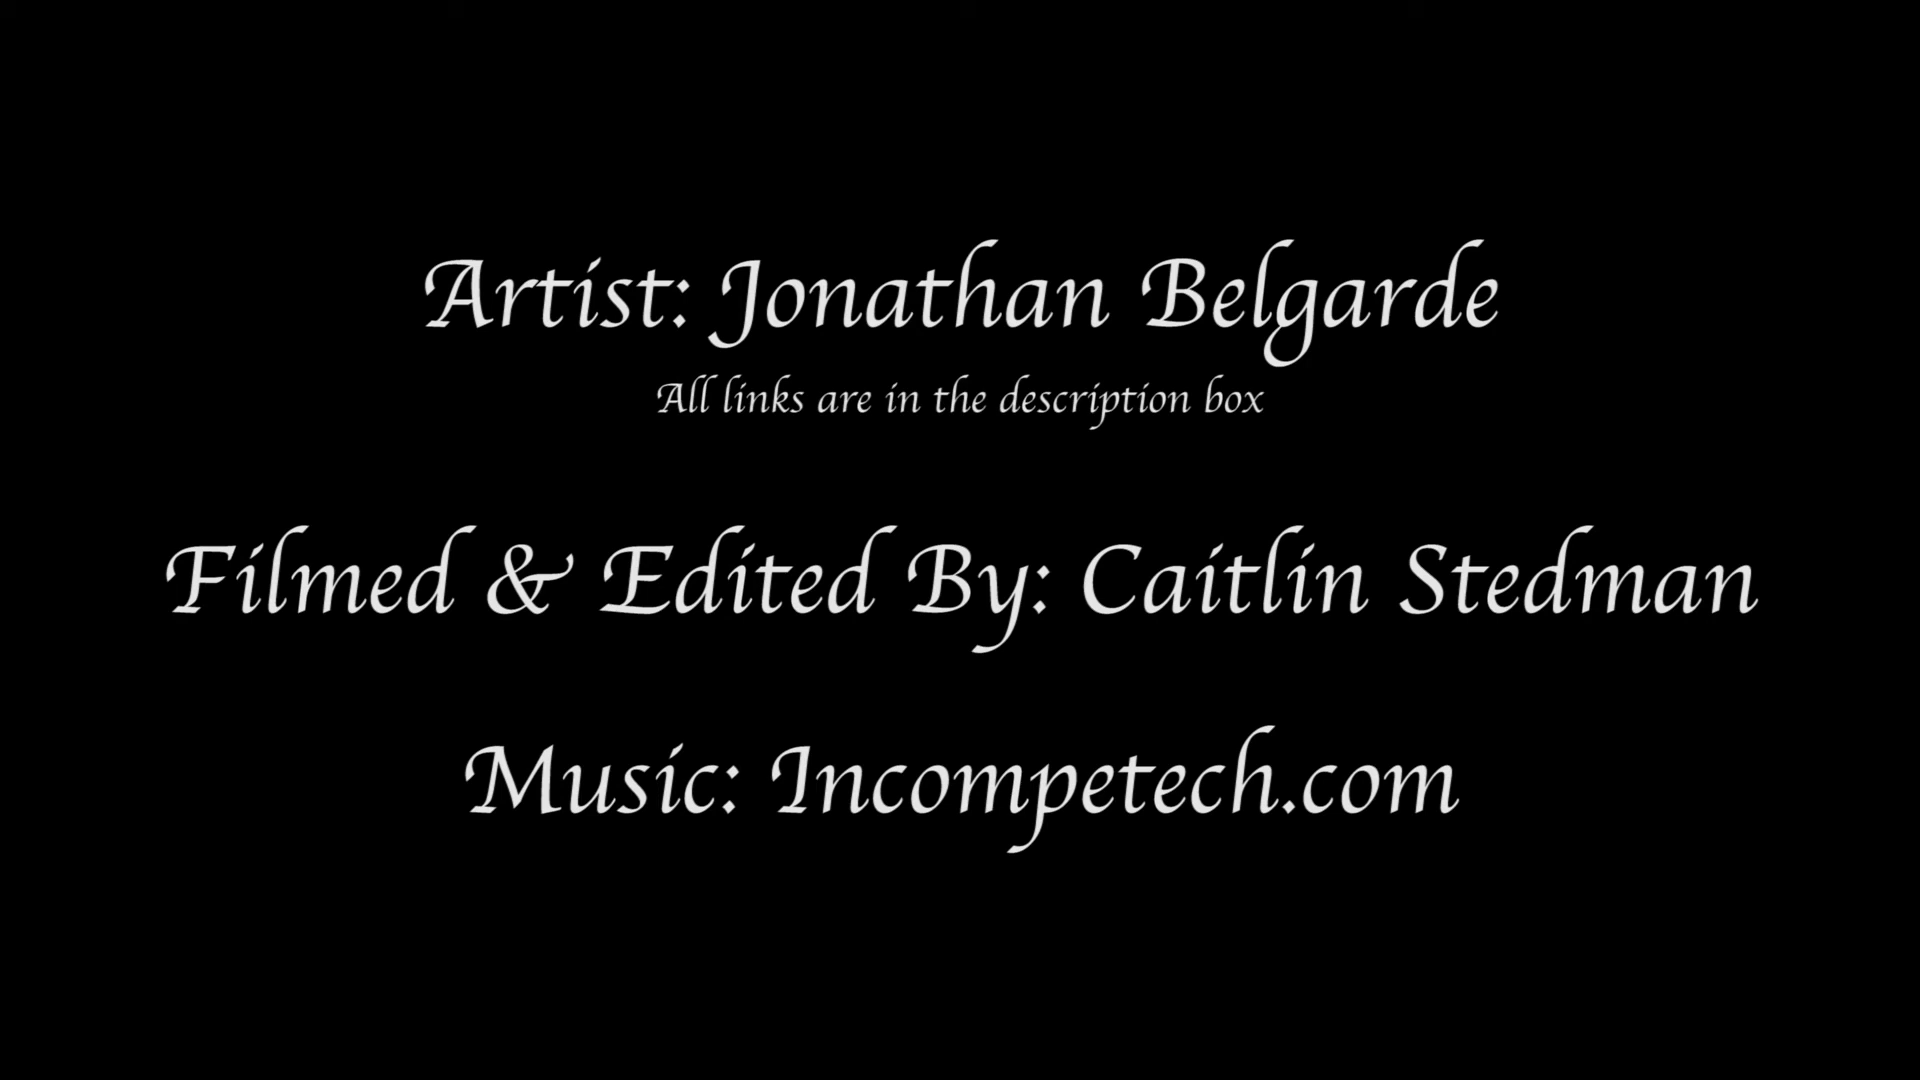 Artist: Jonathan Belgarde
All links are in the description box
Filmed & Edited By: Caitlin Stedman
Music: Incompetech.com